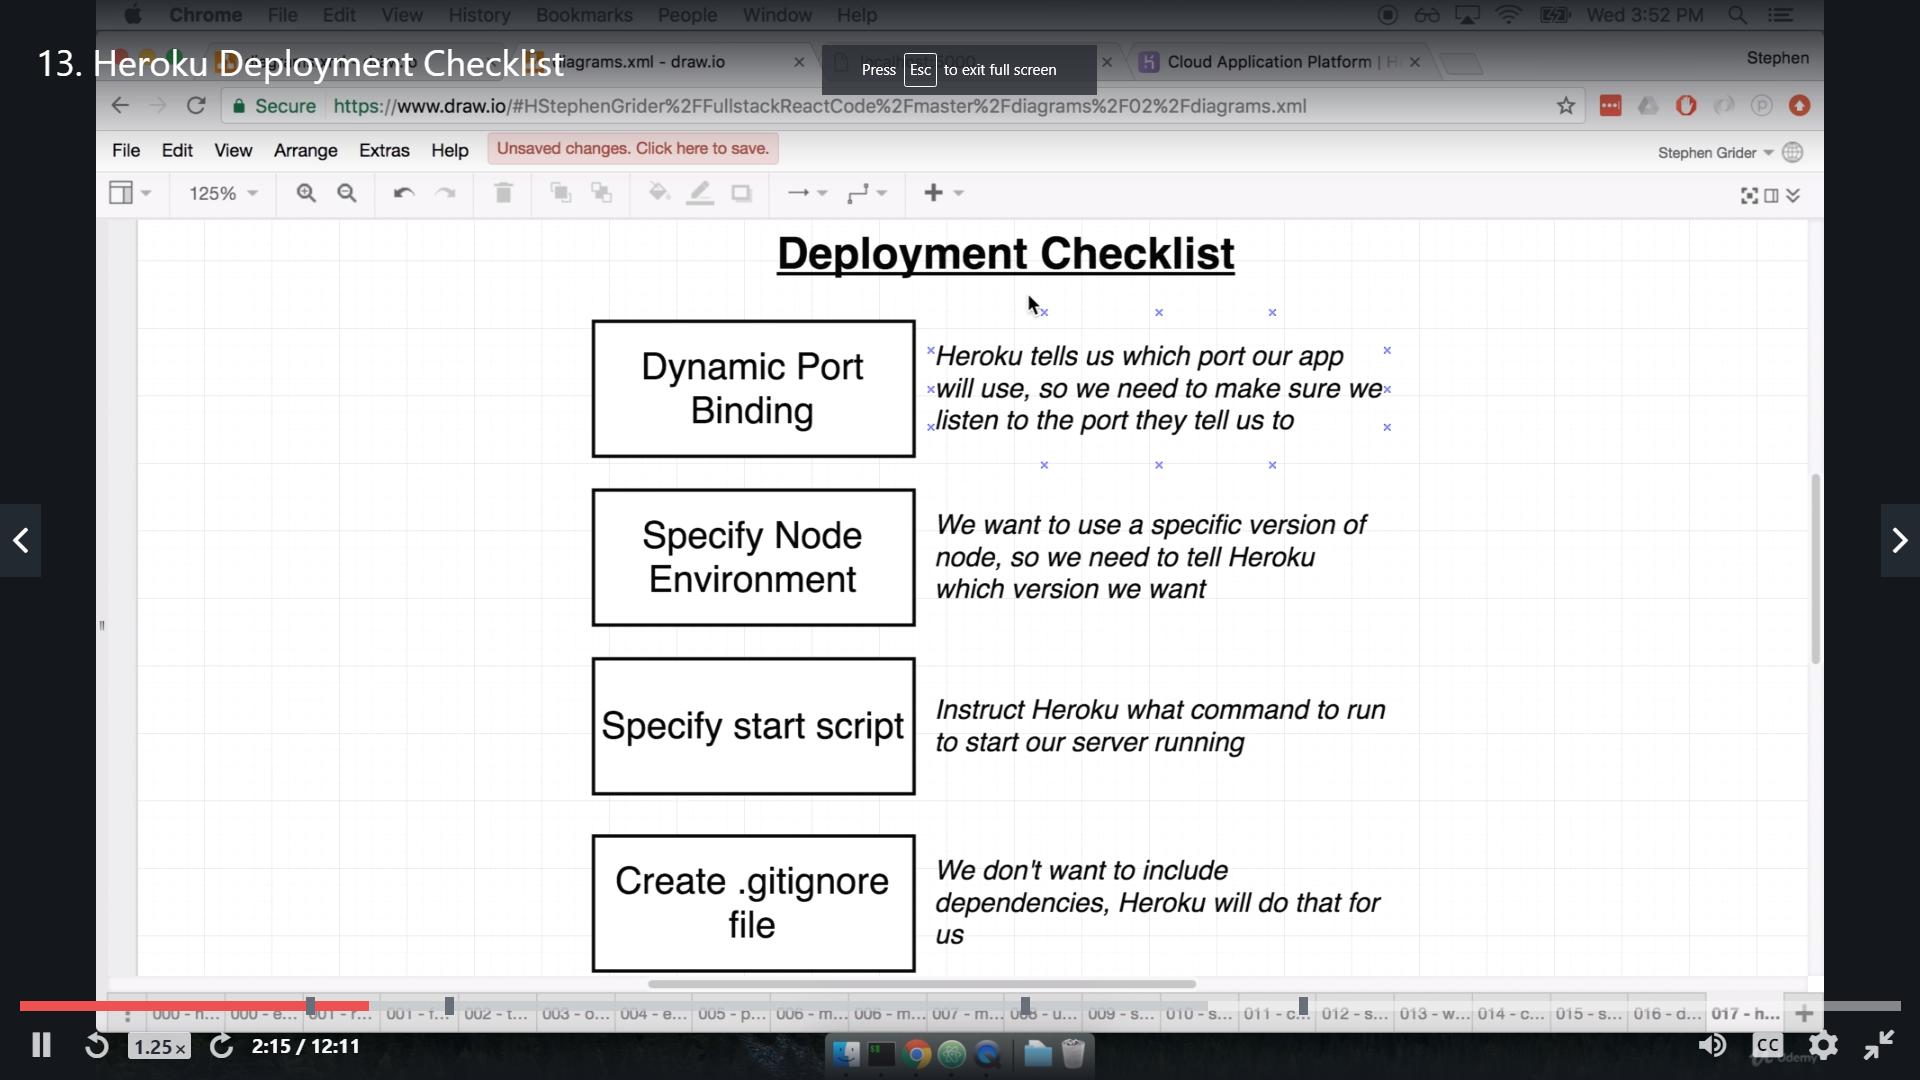 Chrome File Edit View History Bookmarks People Window Help
Wed 3:52 PM
13. Heroku Deployment Checklist
diagrams.xml - draw.io
Press Esc to exit full screen
Cloud Application Platform | H
Stephen
Secure https://www.draw.io/#HStephenGrider%2FFullstackReactCode%2Fmaster%2Fdiagrams%2F02%2Fdiagrams.xml
File Edit View Arrange Extras Help
Unsaved changes. Click here to save.
Stephen Grider
125%
Deployment Checklist
Dynamic Port
Binding
Heroku tells us which port our app
will use, so we need to make sure we
listen to the port they tell us to
Specify Node
Environment
We want to use a specific version of
node, so we need to tell Heroku
which version we want
Specify start script
Instruct Heroku what command to run
to start our server running
Create .gitignore
file
We don't want to include
dependencies, Heroku will do that for
us
000 - h... 000 - e... 001 - r... 001 - f... 002 - t... 003 - o... 004 - e... 005 - p... 006 - m... 006 - m... 007 - m... 008 - u... 009 - s... 010 - s... 011 - c... 012 - s... 013 - w... 014 - c... 015 - s... 016 - d... 017 - h...
1.25x
2:15 / 12:11
CC
Udemy